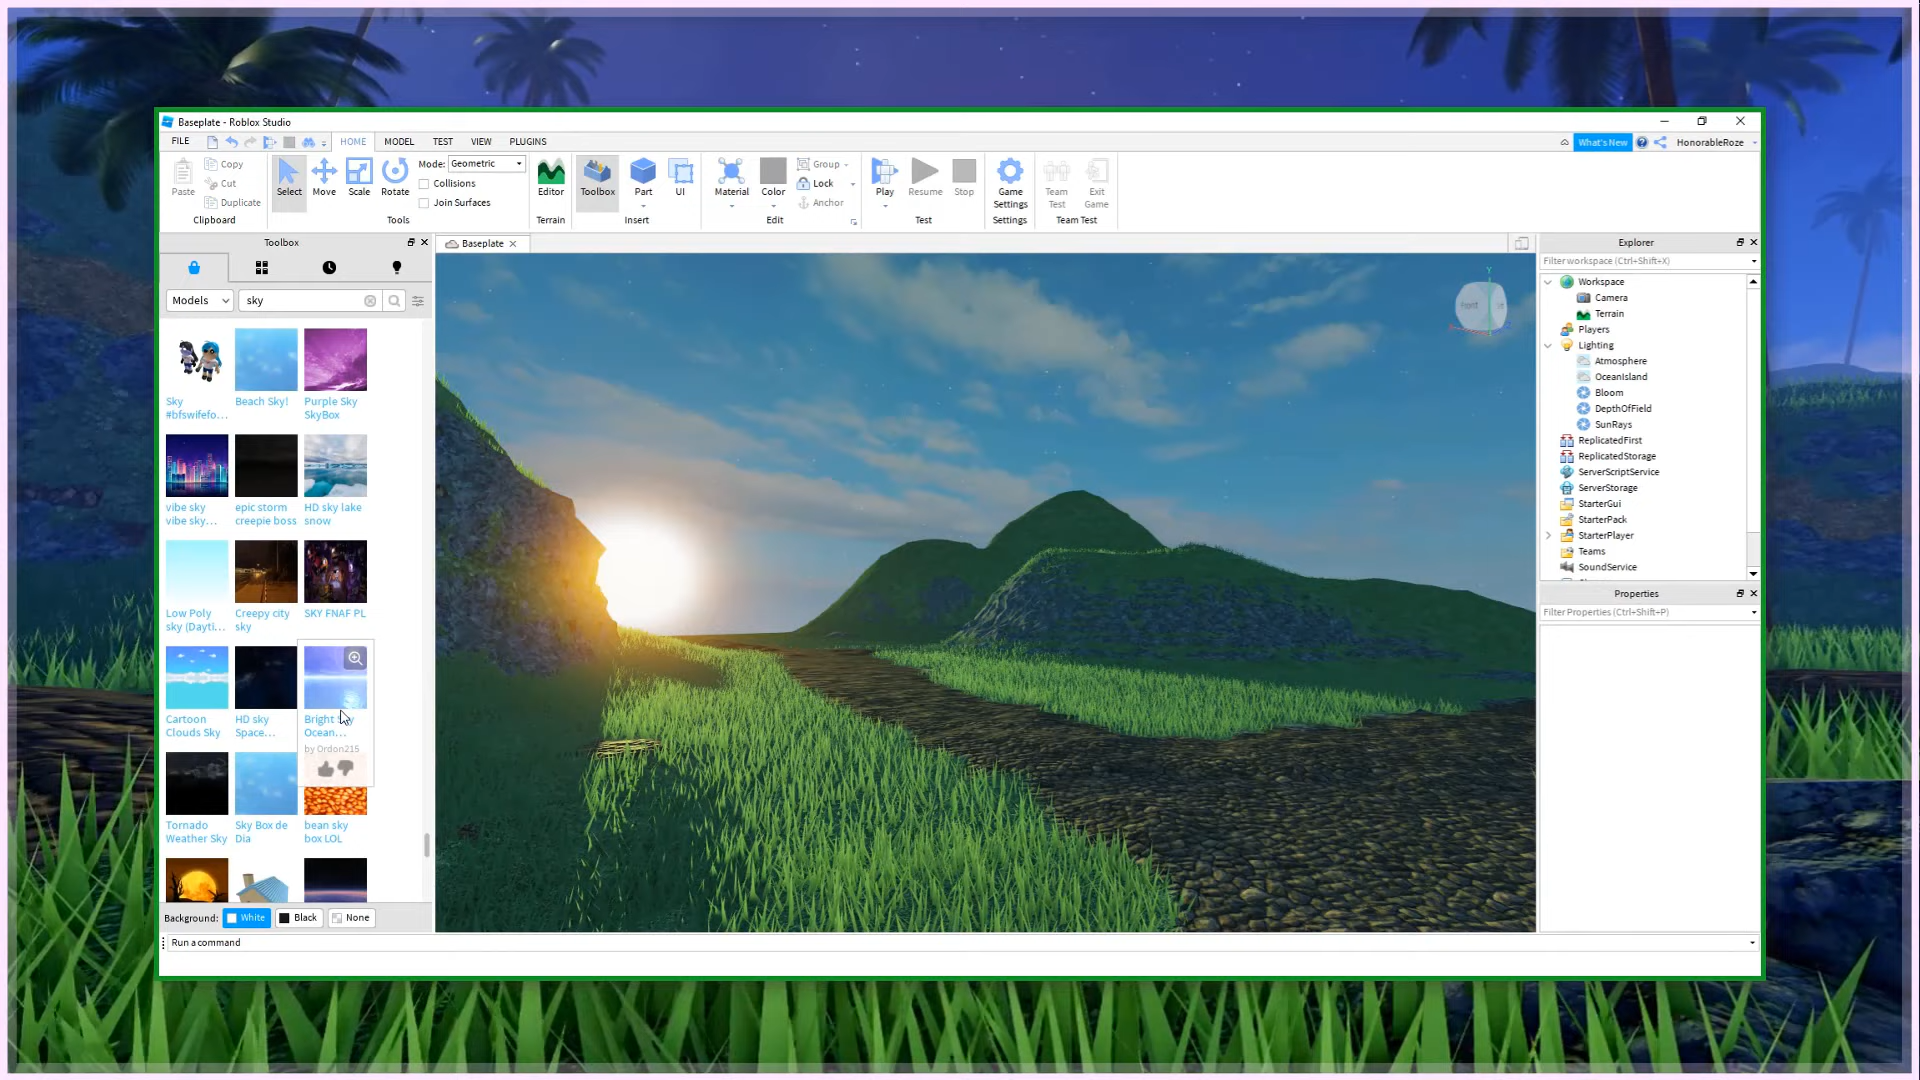 Baseplate - Roblox Studio
FILE
HOME
MODEL
TEST
VIEW
PLUGINS
What's New
HonorableRoze
Paste
Copy
Cut
Duplicate
Clipboard
Select
Move
Scale
Rotate
Mode: Geometric
Collisions
Join Surfaces
Tools
Editor
Terrain
Toolbox
Part
UI
Insert
Material
Color
Group
Lock
Anchor
Edit
Play
Resume
Stop
Test
Game
Settings
Settings
Team
Test
Exit
Game
Team Test
Toolbox
Models
sky
Sky
#bfswifefo...
Beach Sky!
Purple Sky
SkyBox
vibe sky
vibe sky...
epic storm
creepie boss
HD sky lake
snow
Low Poly
sky (Dayti...
Creepy city
sky
SKY FNAF PL
Cartoon
Clouds Sky
HD sky
Space...
Bright
Ocean...
by Ordon215
Tornado
Weather Sky
Sky Box de
Dia
bean sky
box LOL
Background: White Black None
Run a command
Baseplate
Front
Y
Explorer
Filter workspace (Ctrl+Shift+X)
Workspace
Camera
Terrain
Players
Lighting
Atmosphere
OceanIsland
Bloom
DepthOfField
SunRays
ReplicatedFirst
ReplicatedStorage
ServerScriptService
ServerStorage
StarterGui
StarterPack
StarterPlayer
Teams
SoundService
Properties
Filter Properties (Ctrl+Shift+P)